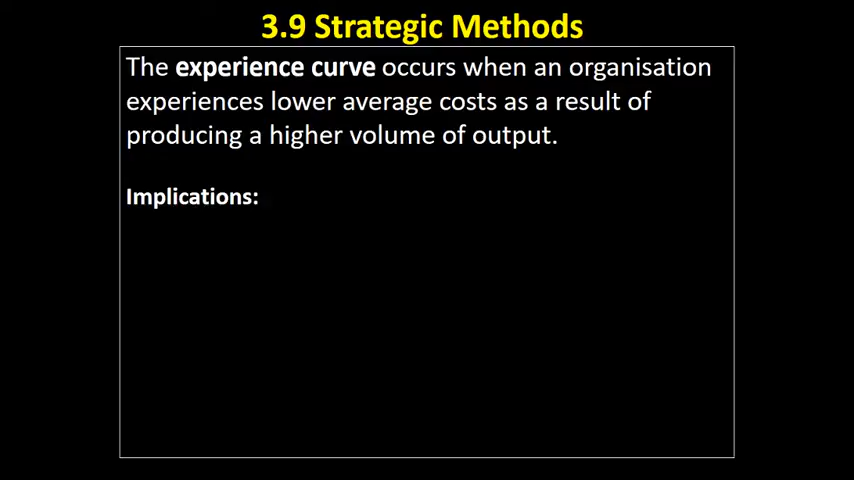 3.9 Strategic Methods
The experience curve occurs when an organisation
experiences lower average costs as a result of
producing a higher volume of output.
Implications: